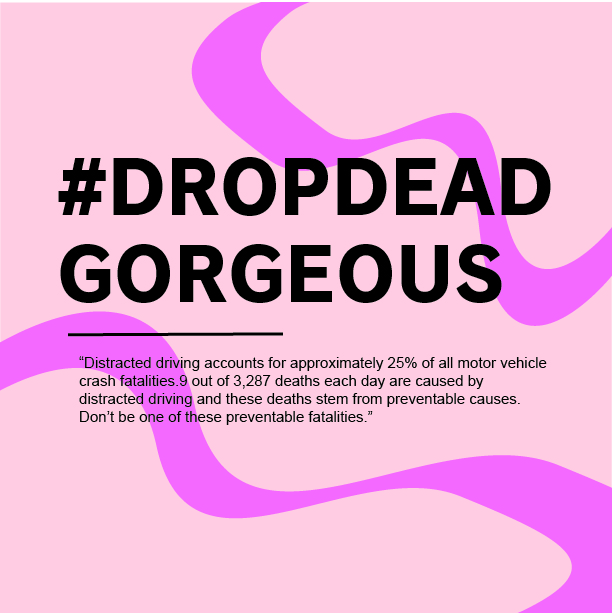 #DROPDEAD
GORGEOUS
“Distracted driving accounts for approximately 25% of all motor vehicle
crash fatalities.9 out of 3,287 deaths each day are caused by
distracted driving and these deaths stem from preventable causes.
Don’t be one of these preventable fatalities.”